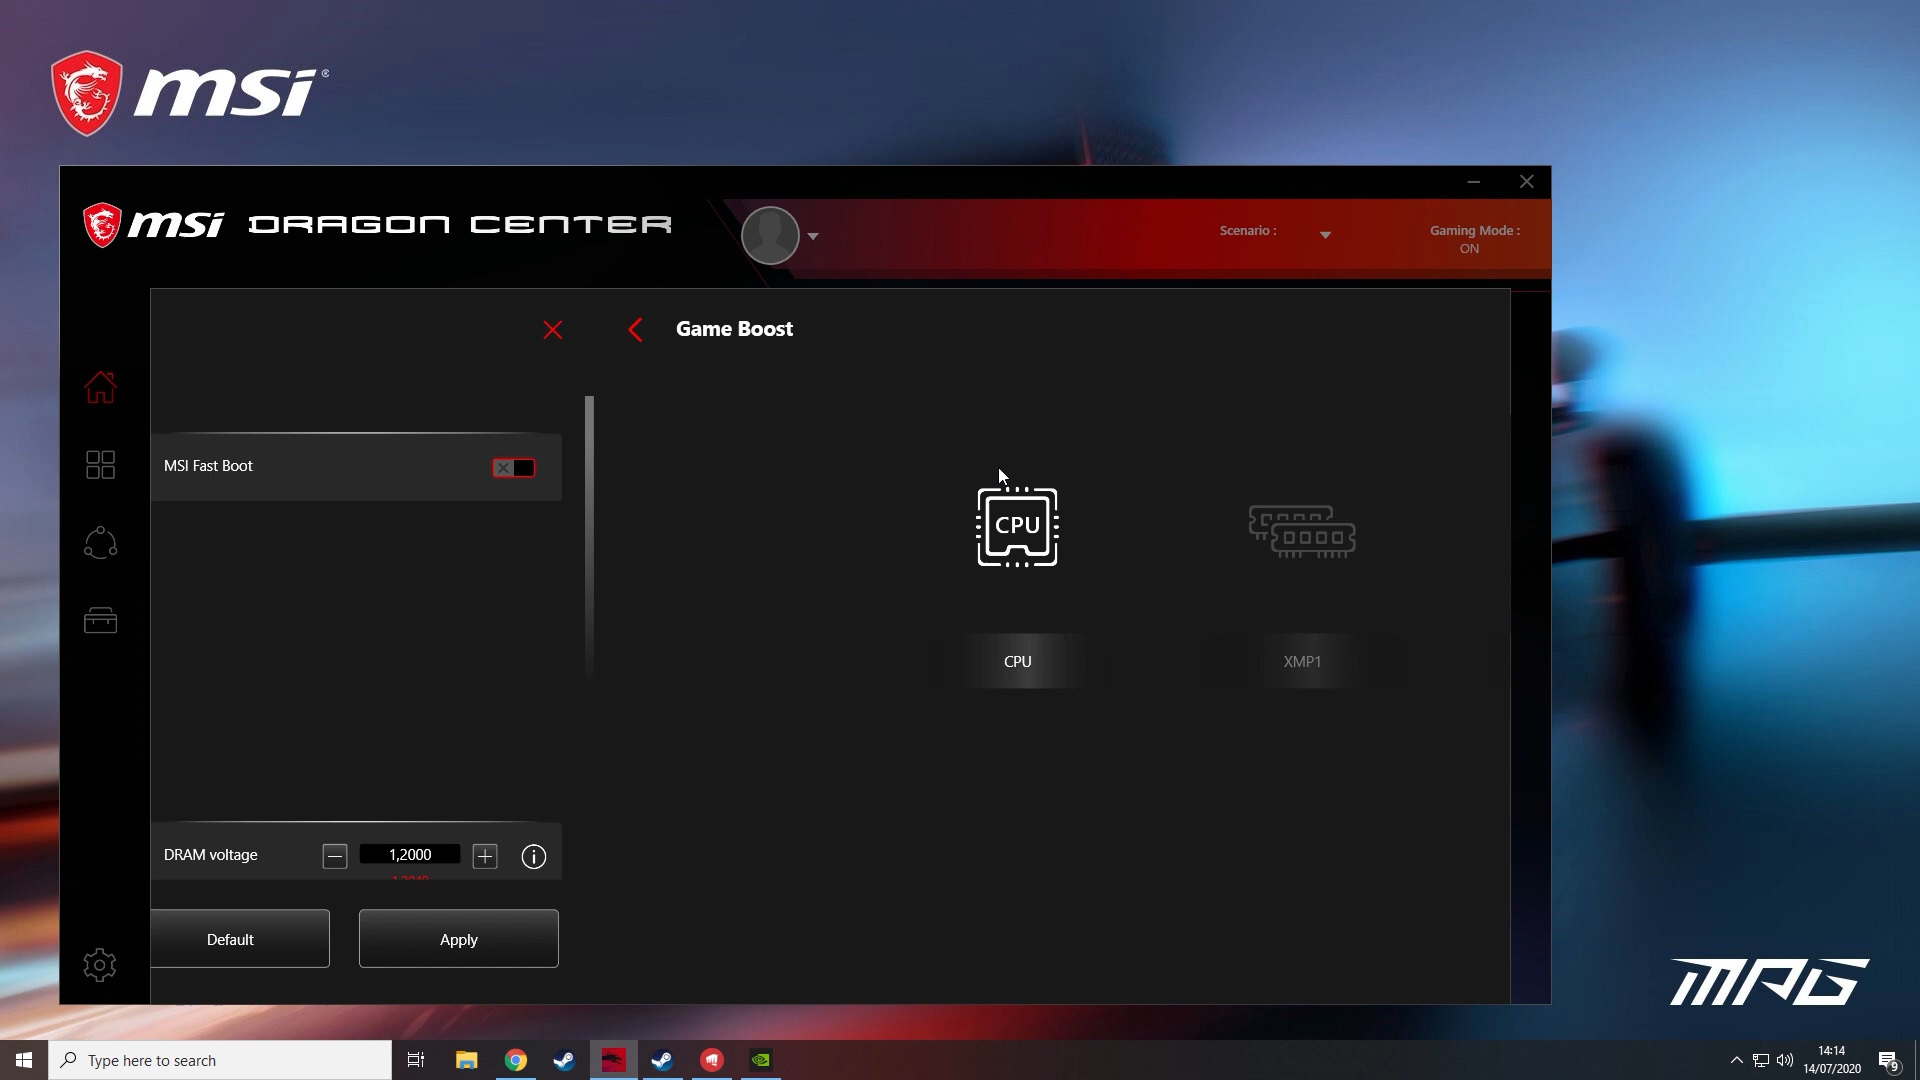 msi
msi DRAGON CENTER
Scenario :
Gaming Mode :
ON
Game Boost
MSI Fast Boot
CPU
CPU
XMP1
DRAM voltage
1,2000
Default
Apply
MPG
Type here to search
14:14
14/07/2020
9